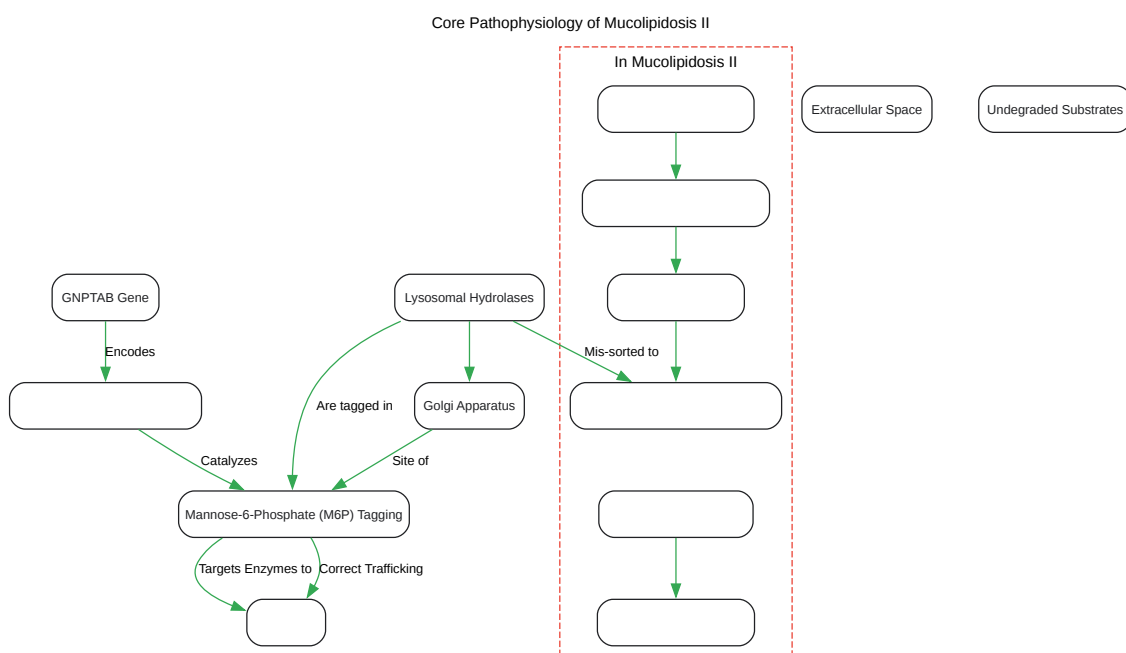 Core Pathophysiology of Mucolipidosis II
In Mucolipidosis II
Extracellular Space
Undegraded Substrates
GNPTAB Gene
Lysosomal Hydrolases
Encodes
Mis-sorted to
Are tagged in
Golgi Apparatus
Catalyzes
Site of
Mannose-6-Phosphate (M6P) Tagging
Targets Enzymes to
Correct Trafficking